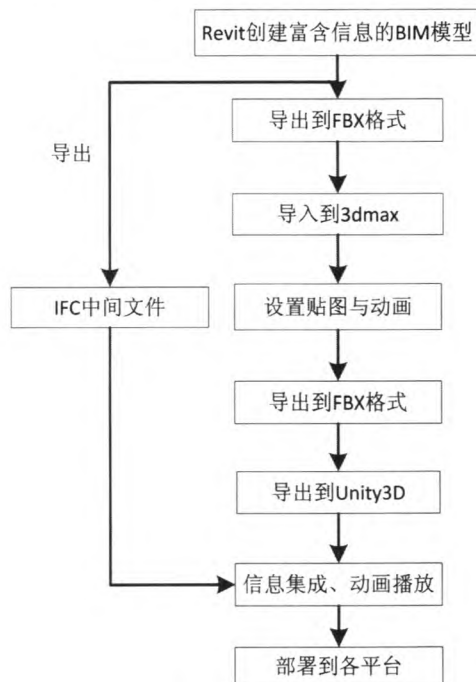 Revit创建富含信息的BIM模型
导出到FBX格式
导出
导入到3dmax
IFC中间文件
设置贴图与动画
导出到FBX格式
导出到Unity3D
信息集成、动画播放
部署到各平台